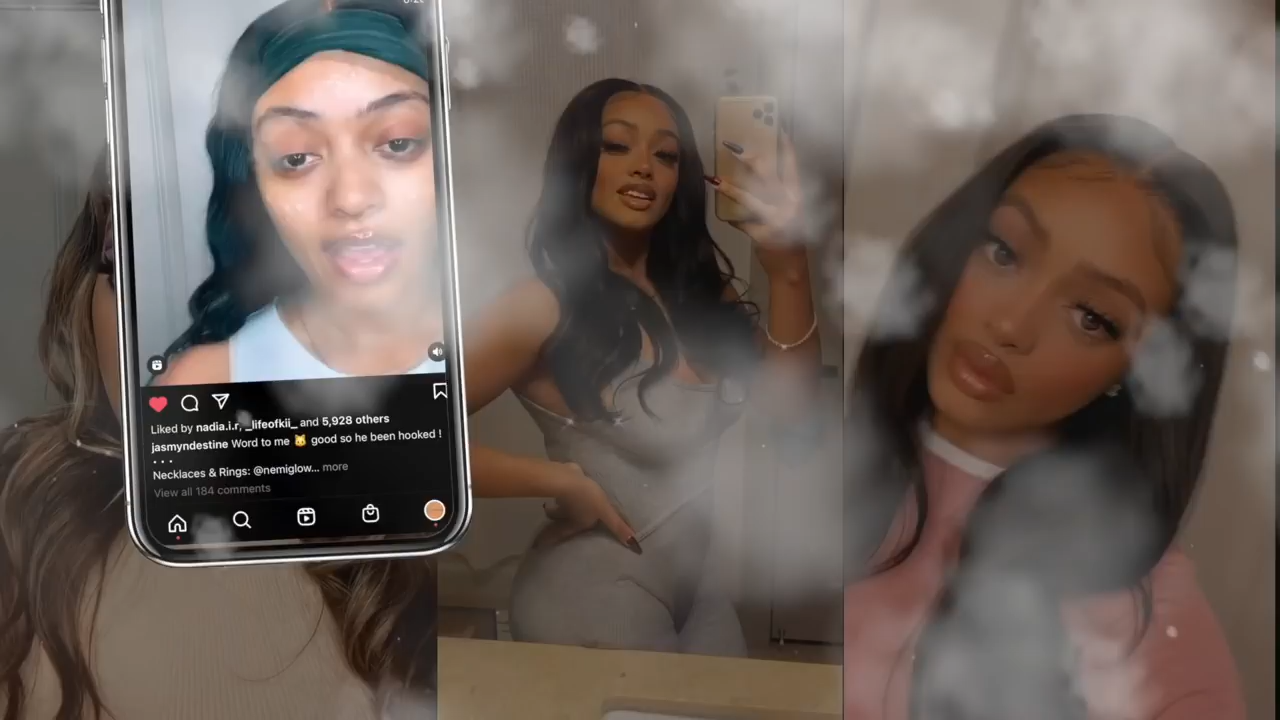 Liked by nadia.i.r, _lifeofkii_ and 5,928 others
jasmyndestine Word to me 🐱 good so he been hooked !
• • •
Necklaces & Rings: @nemiglow... more
View all 184 comments